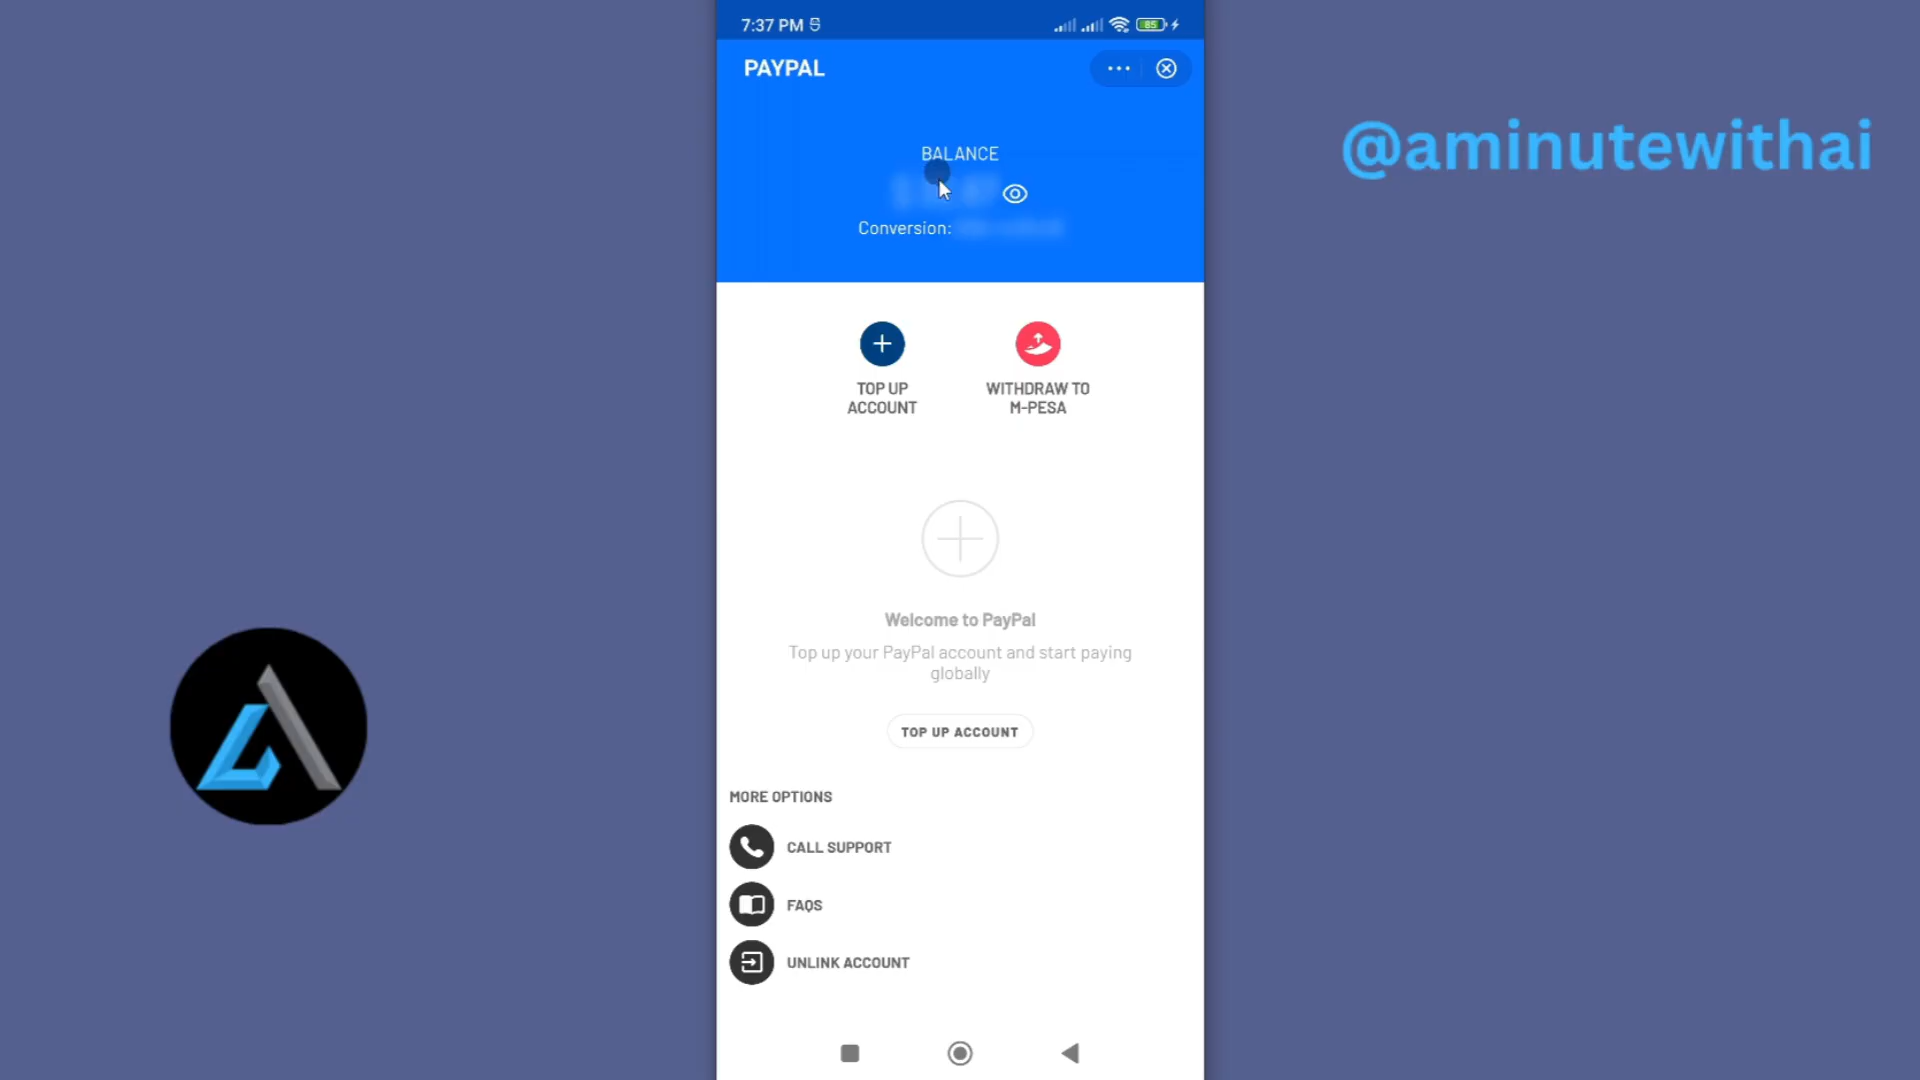 7:37 PM
85
PAYPAL
@aminutewithai
BALANCE
Conversion:
TOP UP
ACCOUNT
WITHDRAW TO
M-PESA
Welcome to PayPal
Top up your PayPal account and start paying
globally
TOP UP ACCOUNT
MORE OPTIONS
CALL SUPPORT
FAQS
UNLINK ACCOUNT